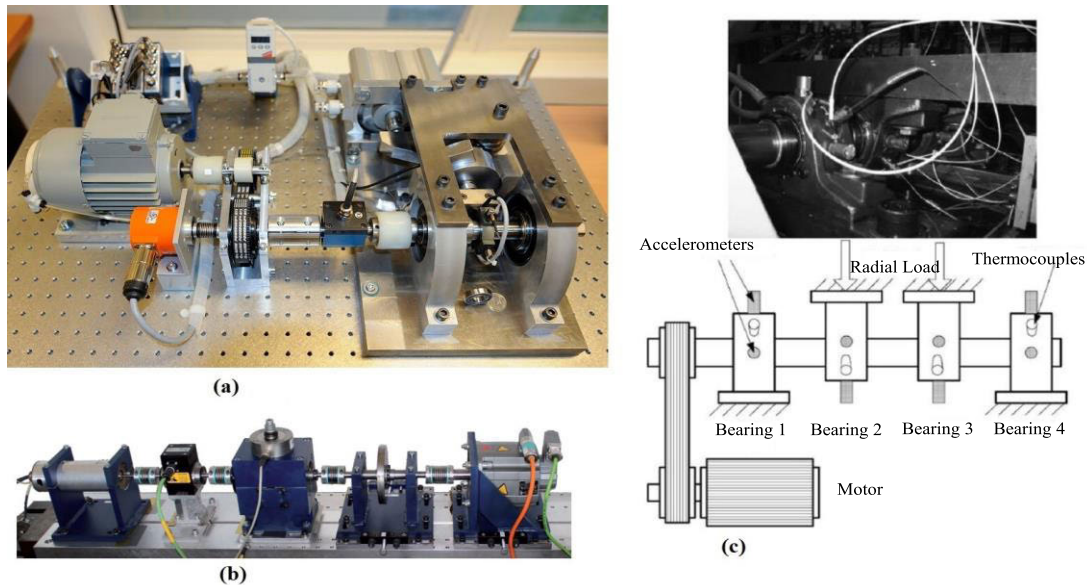 Accelerometers
Radial Load
Thermocouples
(a)
Bearing 1
Bearing 2
Bearing 3
Bearing 4
Motor
(b)
(c)